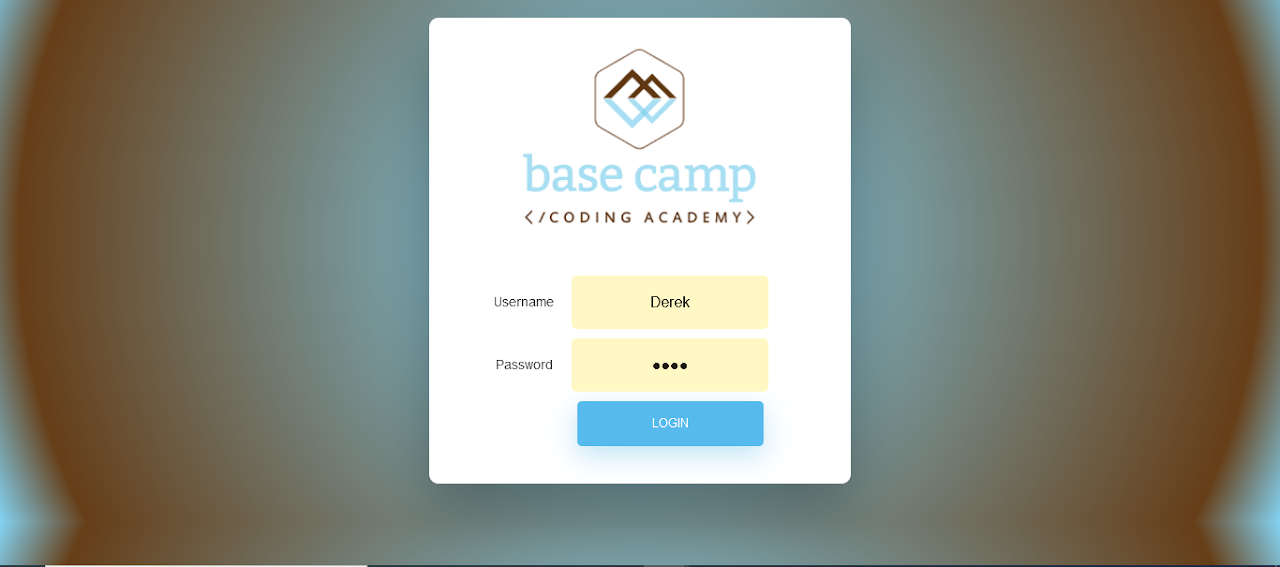 base camp
</CODING ACADEMY>
Username
Derek
Password
••••
LOGIN